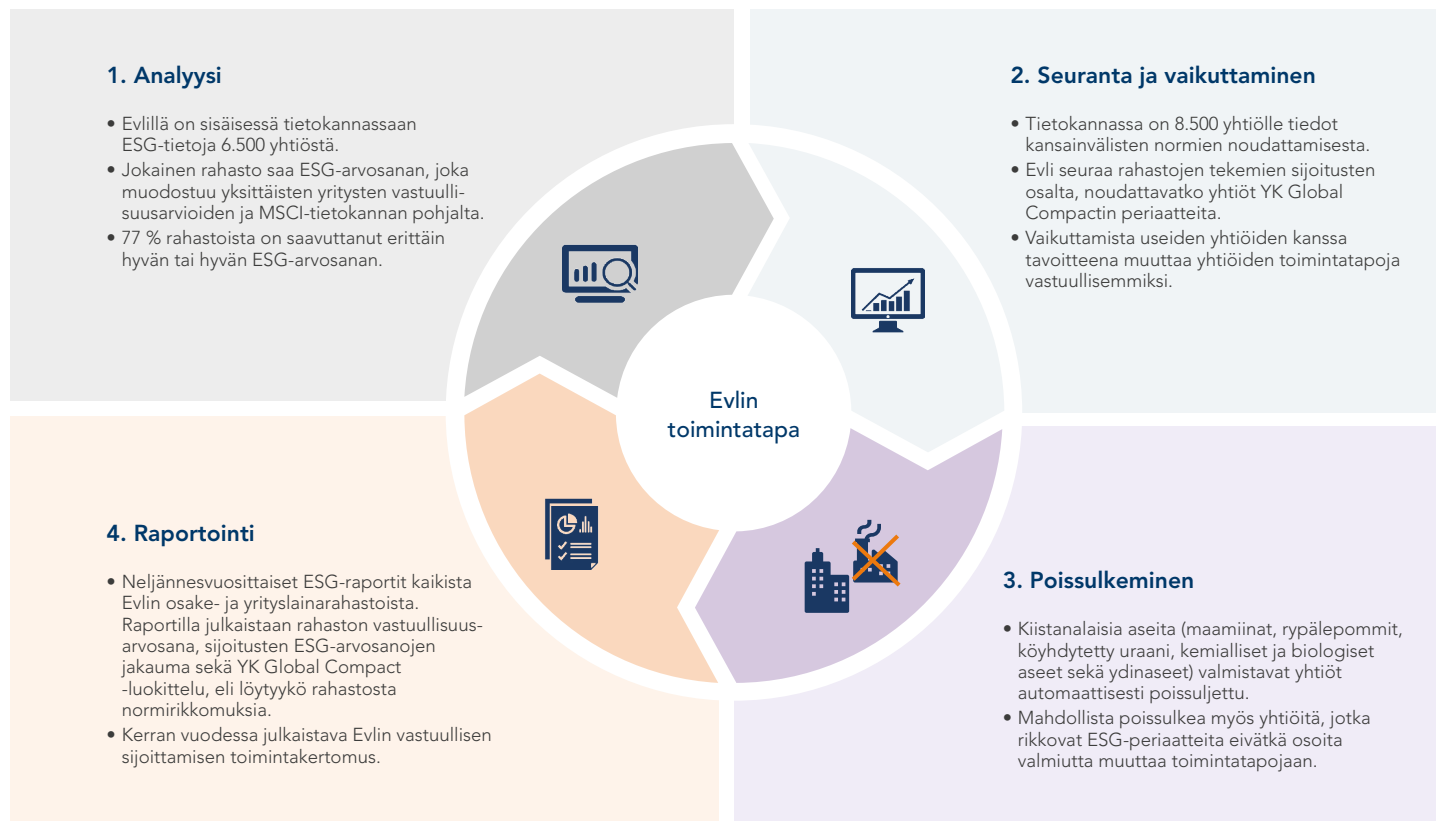 1. Analyysi
• Evlillä on sisäisessä tietokannassaan
ESG-tietoja 6.500 yhtiöstä.
• Jokainen rahasto saa ESG-arvosanan, joka
muodostuu yksittäisten yritysten vastuulli-
suusarvioiden ja MSCI-tietokannan pohjalta.
• 77 % rahastoista on saavuttanut erittäin
hyvän tai hyvän ESG-arvosanan.
2. Seuranta ja vaikuttaminen
• Tietokannassa on 8.500 yhtiölle tiedot
kansainvälisten normien noudattamisesta.
• Evli seuraa rahastojen tekemien sijoitusten
osalta, noudattavatko yhtiöt YK Global
Compactin periaatteita.
• Vaikuttamista useiden yhtiöiden kanssa
tavoitteena muuttaa yhtiöiden toimintatapoja
vastuullisemmiksi.
Evlin
toimintatapa
3. Poissulkeminen
• Kiistanalaisia aseita (maamiinat, rypälepommit,
köyhdytetty uraani, kemialliset ja biologiset
aseet sekä ydinaseet) valmistavat yhtiöt
automaattisesti poissuljettu.
• Mahdollista poissulkea myös yhtiöitä, jotka
rikkovat ESG-periaatteita eivätkä osoita
valmiutta muuttaa toimintatapojaan.
4. Raportointi
• Neljännesvuosittaiset ESG-raportit kaikista
Evlin osake- ja yrityslainarahastoista.
Raportilla julkaistaan rahaston vastuullisuus-
arvosana, sijoitusten ESG-arvosanojen
jakauma sekä YK Global Compact
-luokittelu, eli löytyykö rahastosta
normirikkomuksia.
• Kerran vuodessa julkaistava Evlin vastuullisen
sijoittamisen toimintakertomus.